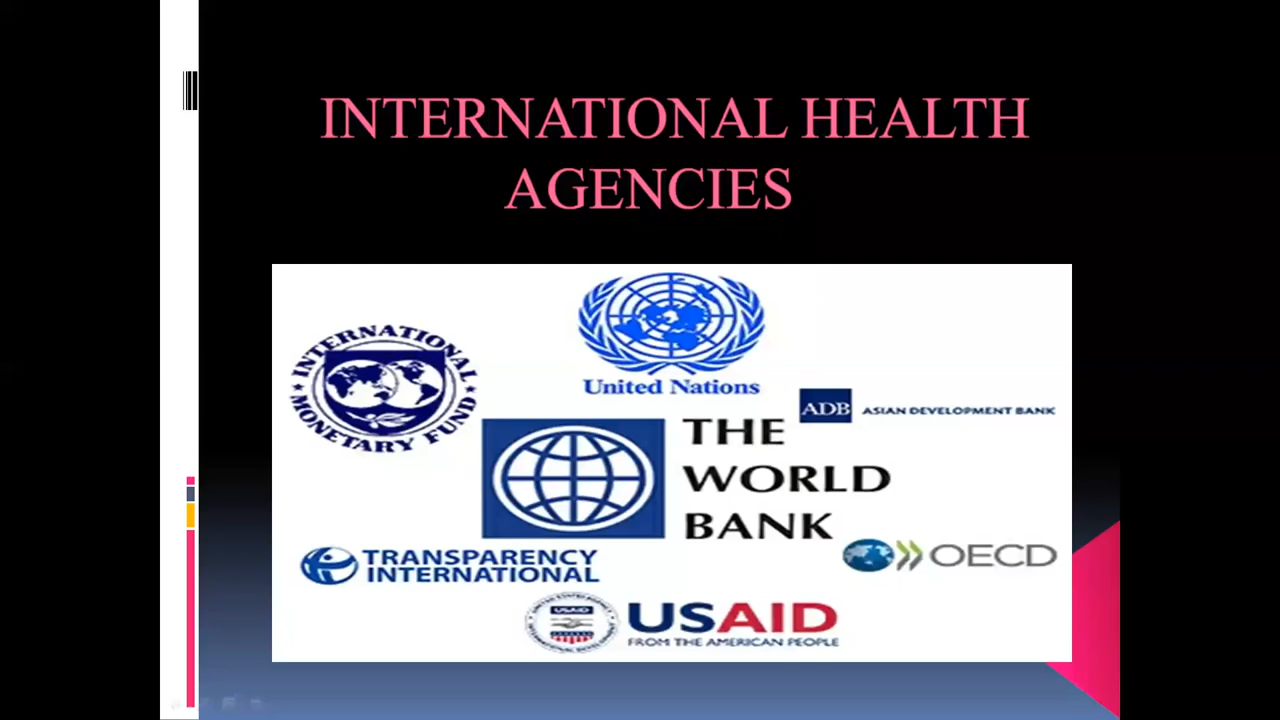 INTERNATIONAL HEALTH
AGENCIES
United Nations
INTERNATIONAL MONETARY FUND
ADB ASIAN DEVELOPMENT BANK
THE
WORLD
BANK
TRANSPARENCY
INTERNATIONAL
OECD
USAID
USAID
FROM THE AMERICAN PEOPLE